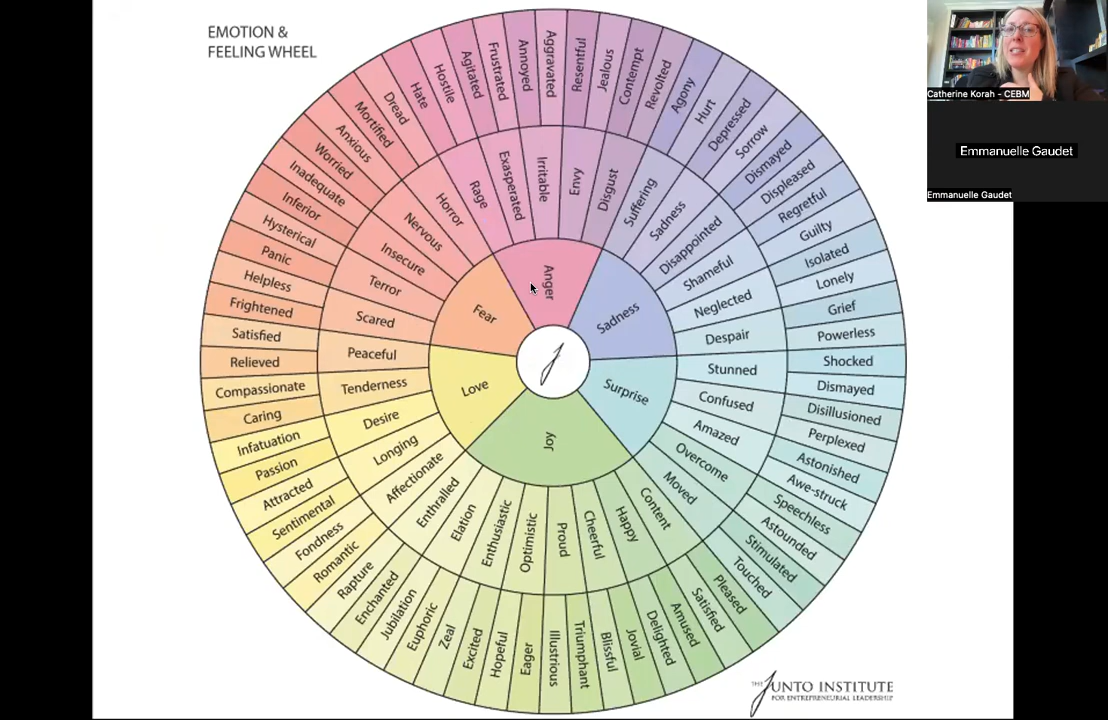 EMOTION &
FEELING WHEEL
Anger
Sadness
Surprise
Joy
Love
Fear
Rage
Exasperated
Irritable
Envy
Disgust
Suffering
Sadness
Disappointed
Shameful
Neglected
Despair
Stunned
Confused
Amazed
Overcome
Moved
Content
Happy
Cheerful
Proud
Optimistic
Enthusiastic
Elation
Enthralled
Affectionate
Longing
Desire
Tenderness
Peaceful
Scared
Terror
Insecure
Nervous
Horror
Hate
Hostile
Agitated
Frustrated
Annoyed
Aggravated
Resentful
Jealous
Contempt
Revolted
Agony
Hurt
Depressed
Sorrow
Dismayed
Displeased
Regretful
Guilty
Isolated
Lonely
Grief
Powerless
Shocked
Dismayed
Disillusioned
Perplexed
Astonished
Awe-struck
Speechless
Astounded
Stimulated
Touched
Pleased
Satisfied
Amused
Delighted
Jovial
Blissful
Triumphant
Illustrious
Eager
Hopeful
Excited
Zeal
Euphoric
Jubilation
Enchanted
Rapture
Romantic
Fondness
Sentimental
Attracted
Passion
Infatuation
Caring
Compassionate
Relieved
Satisfied
Frightened
Helpless
Panic
Hysterical
Inferior
Inadequate
Worried
Anxious
Mortified
Dread
THE JUNTO INSTITUTE
FOR ENTREPRENEURIAL LEADERSHIP
Catherine Korah - CEBM
Emmanuelle Gaudet
Emmanuelle Gaudet